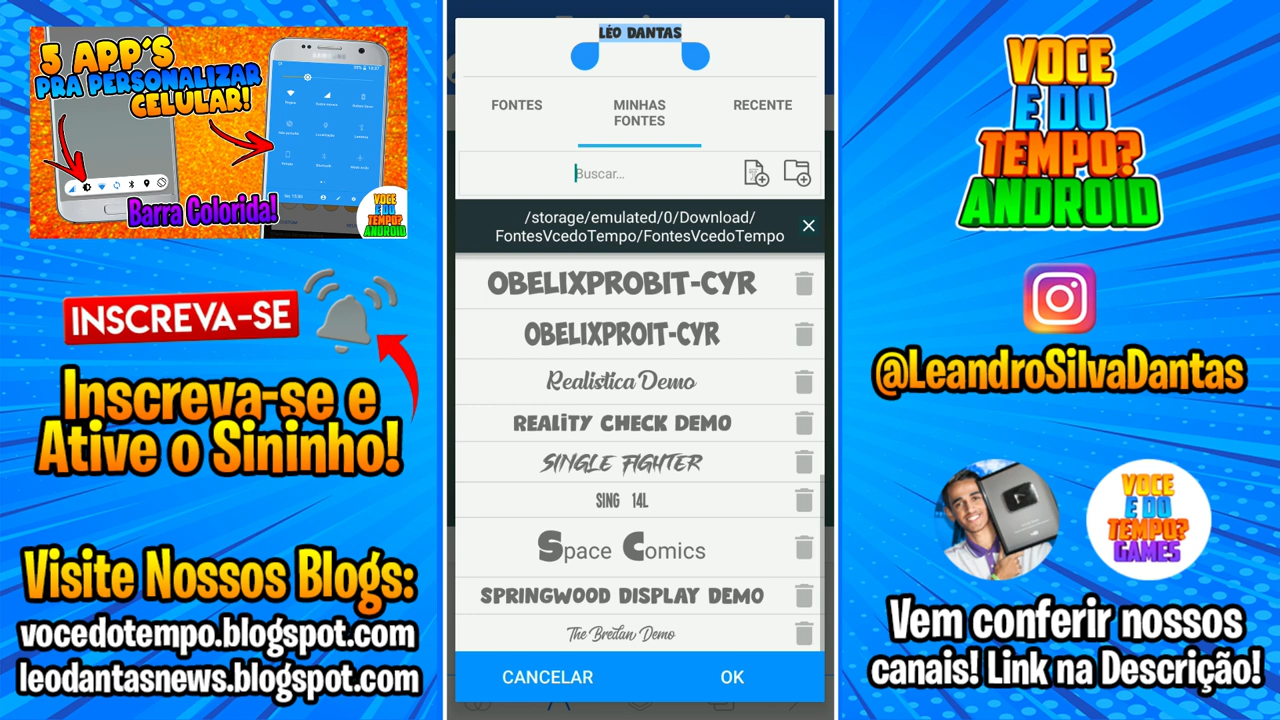 5 APP'S
PRA PERSONALIZAR
CELULAR!
Barra Colorida!
VOCE
E DO
TEMPO?
ANDROID
INSCREVA-SE
Inscreva-se e
Ative o Sininho!
Visite Nossos Blogs:
vocedotempo.blogspot.com
leodantasnews.blogspot.com
LÉO DANTAS
FONTES
MINHAS
FONTES
RECENTE
Buscar...
/storage/emulated/0/Download/
FontesVcedoTempo/FontesVcedoTempo
OBELIXPROBIT-CYR
OBELIXPROIT-CYR
Realistica Demo
REALITY CHECK DEMO
SINGLE FIGHTER
SING 14L
Space Comics
SPRINGWOOD DISPLAY DEMO
The Bredan Demo
CANCELAR
OK
VOCE
E DO
TEMPO?
ANDROID
@LeandroSilvaDantas
VOCE
E DO
TEMPO?
GAMES
Vem conferir nossos
canais! Link na Descrição!